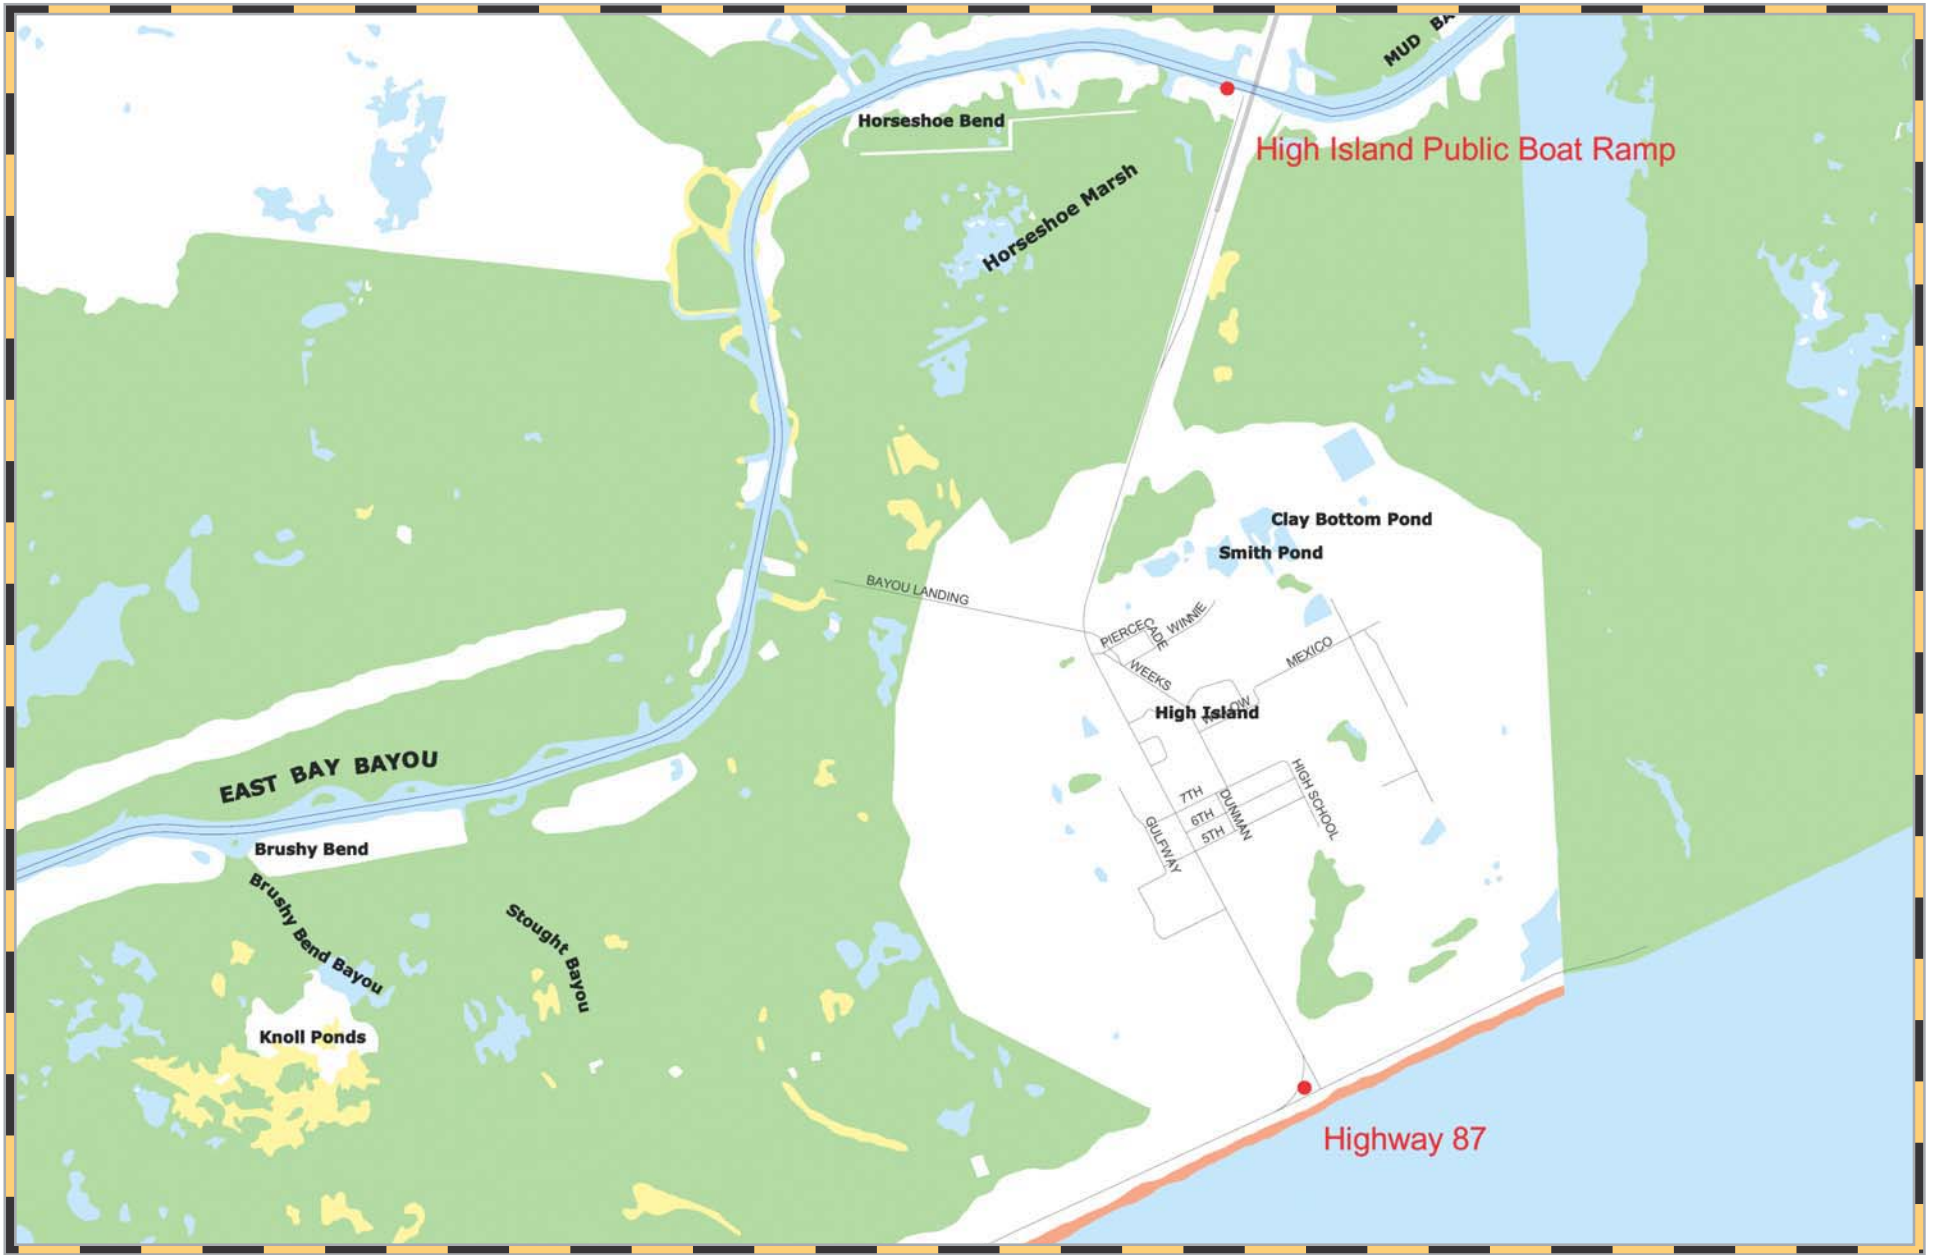 MUD BA
Horseshoe Bend
High Island Public Boat Ramp
Horseshoe Marsh
Clay Bottom Pond
Smith Pond
BAYOU LANDING
PIERCE
CADE
WINNIE
WEEKS
MEXICO
High Island
EAST BAY BAYOU
7TH
6TH
5TH
DUNMAN
HIGH SCHOOL
GULFWAY
Brushy Bend
Brushy Bend Bayou
Stought Bayou
Knoll Ponds
Highway 87